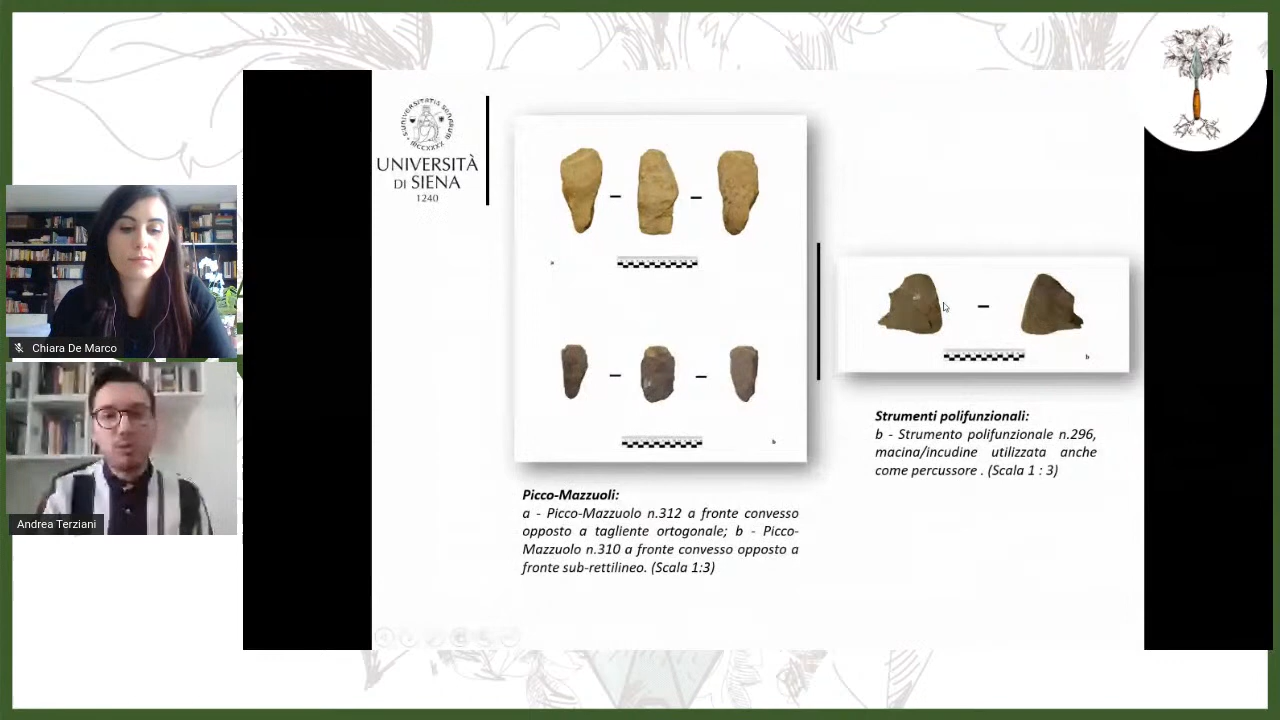 UNIVERSITÀ
DI SIENA
1240
a
b
b
Picco-Mazzuoli:
a - Picco-Mazzuolo n.312 a fronte convesso
opposto a tagliente ortogonale; b - Picco-
Mazzuolo n.310 a fronte convesso opposto a
fronte sub-rettilineo. (Scala 1:3)
Strumenti polifunzionali:
b - Strumento polifunzionale n.296,
macina/incudine utilizzata anche
come percussore . (Scala 1 : 3)
Chiara De Marco
Andrea Terziani